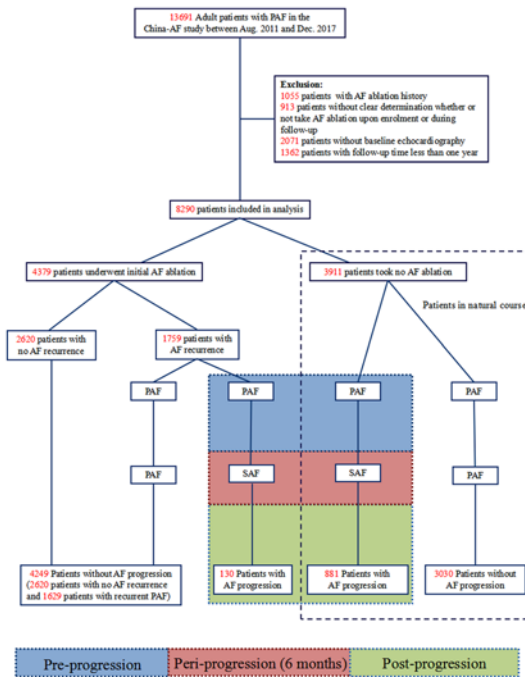 13691 Adult patients with PAF in the
China-AF study between Aug. 2011 and Dec. 2017
Exclusion:
1055 patients with AF ablation history
913 patients without clear determination whether or
not take AF ablation upon enrolment or during
follow-up
2071 patients without baseline echocardiography
1362 patients with follow-up time less than one year
8290 patients included in analysis
4379 patients underwent initial AF ablation
3911 patients took no AF ablation
Patients in natural course
2620 patients with
no AF recurrence
1759 patients with
AF recurrence
PAF
PAF
PAF
PAF
PAF
SAF
SAF
PAF
4249 Patients without AF progression
(2620 patients with no AF recurrence
and 1629 patients with recurrent PAF)
130 Patients with
AF progression
881 Patients with
AF progression
3030 Patients without
AF progression
Pre-progression
Peri-progression (6 months)
Post-progression